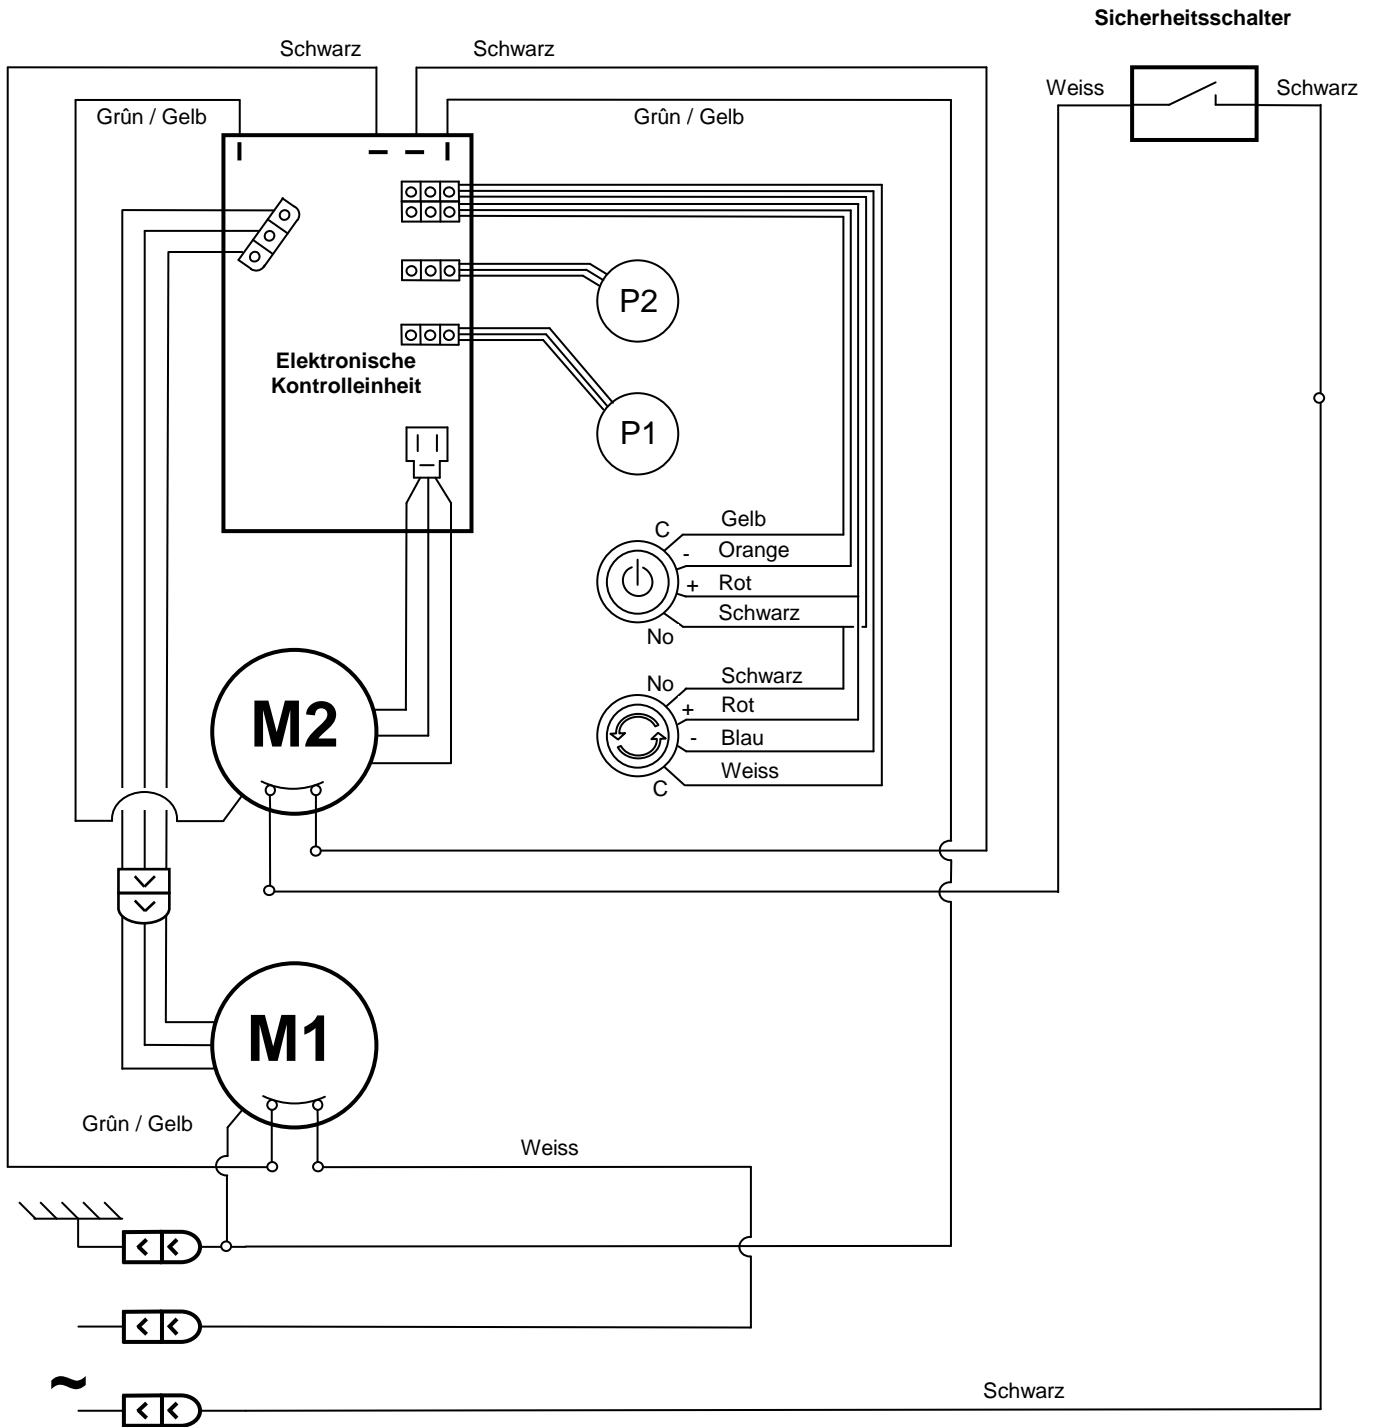 Sicherheitsschalter
Schwarz
Schwarz
Weiss
Schwarz
Grûn / Gelb
Grûn / Gelb
P2
Elektronische
Kontrolleinheit
P1
C
Gelb
- Orange
+ Rot
Schwarz
No
No
Schwarz
+ Rot
- Blau
Weiss
C
M2
M1
Grûn / Gelb
Weiss
~
Schwarz